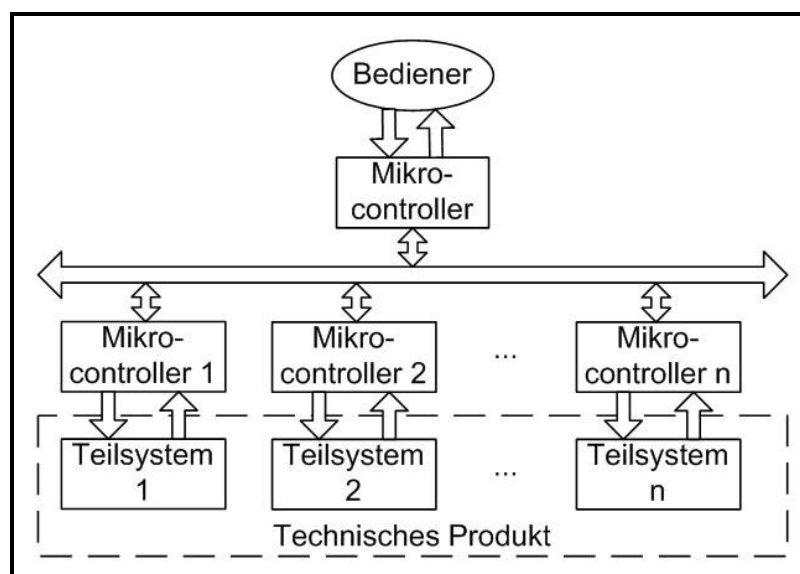 Bediener
Mikro-
controller
Mikro-
controller 1
Mikro-
controller 2
...
Mikro-
controller n
Teilsystem
1
Teilsystem
2
...
Teilsystem
n
Technisches Produkt